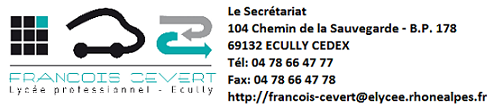 FRANCOIS CEVERT
Lycée professionnel - Ecully
Le Secrétariat
104 Chemin de la Sauvegarde - B.P. 178
69132 ECULLY CEDEX
Tél: 04 78 66 47 77
Fax: 04 78 66 47 78
http://francois-cevert@elycee.rhonealpes.fr